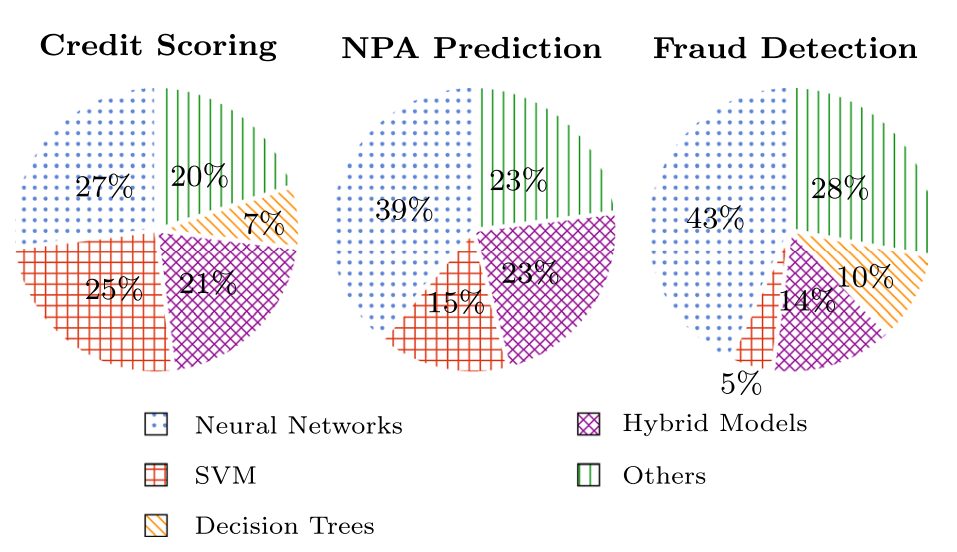 Credit Scoring
NPA Prediction
Fraud Detection
27%
20%
7%
25%
21%
39%
23%
15%
23%
43%
28%
10%
14%
5%
Neural Networks
SVM
Decision Trees
Hybrid Models
Others